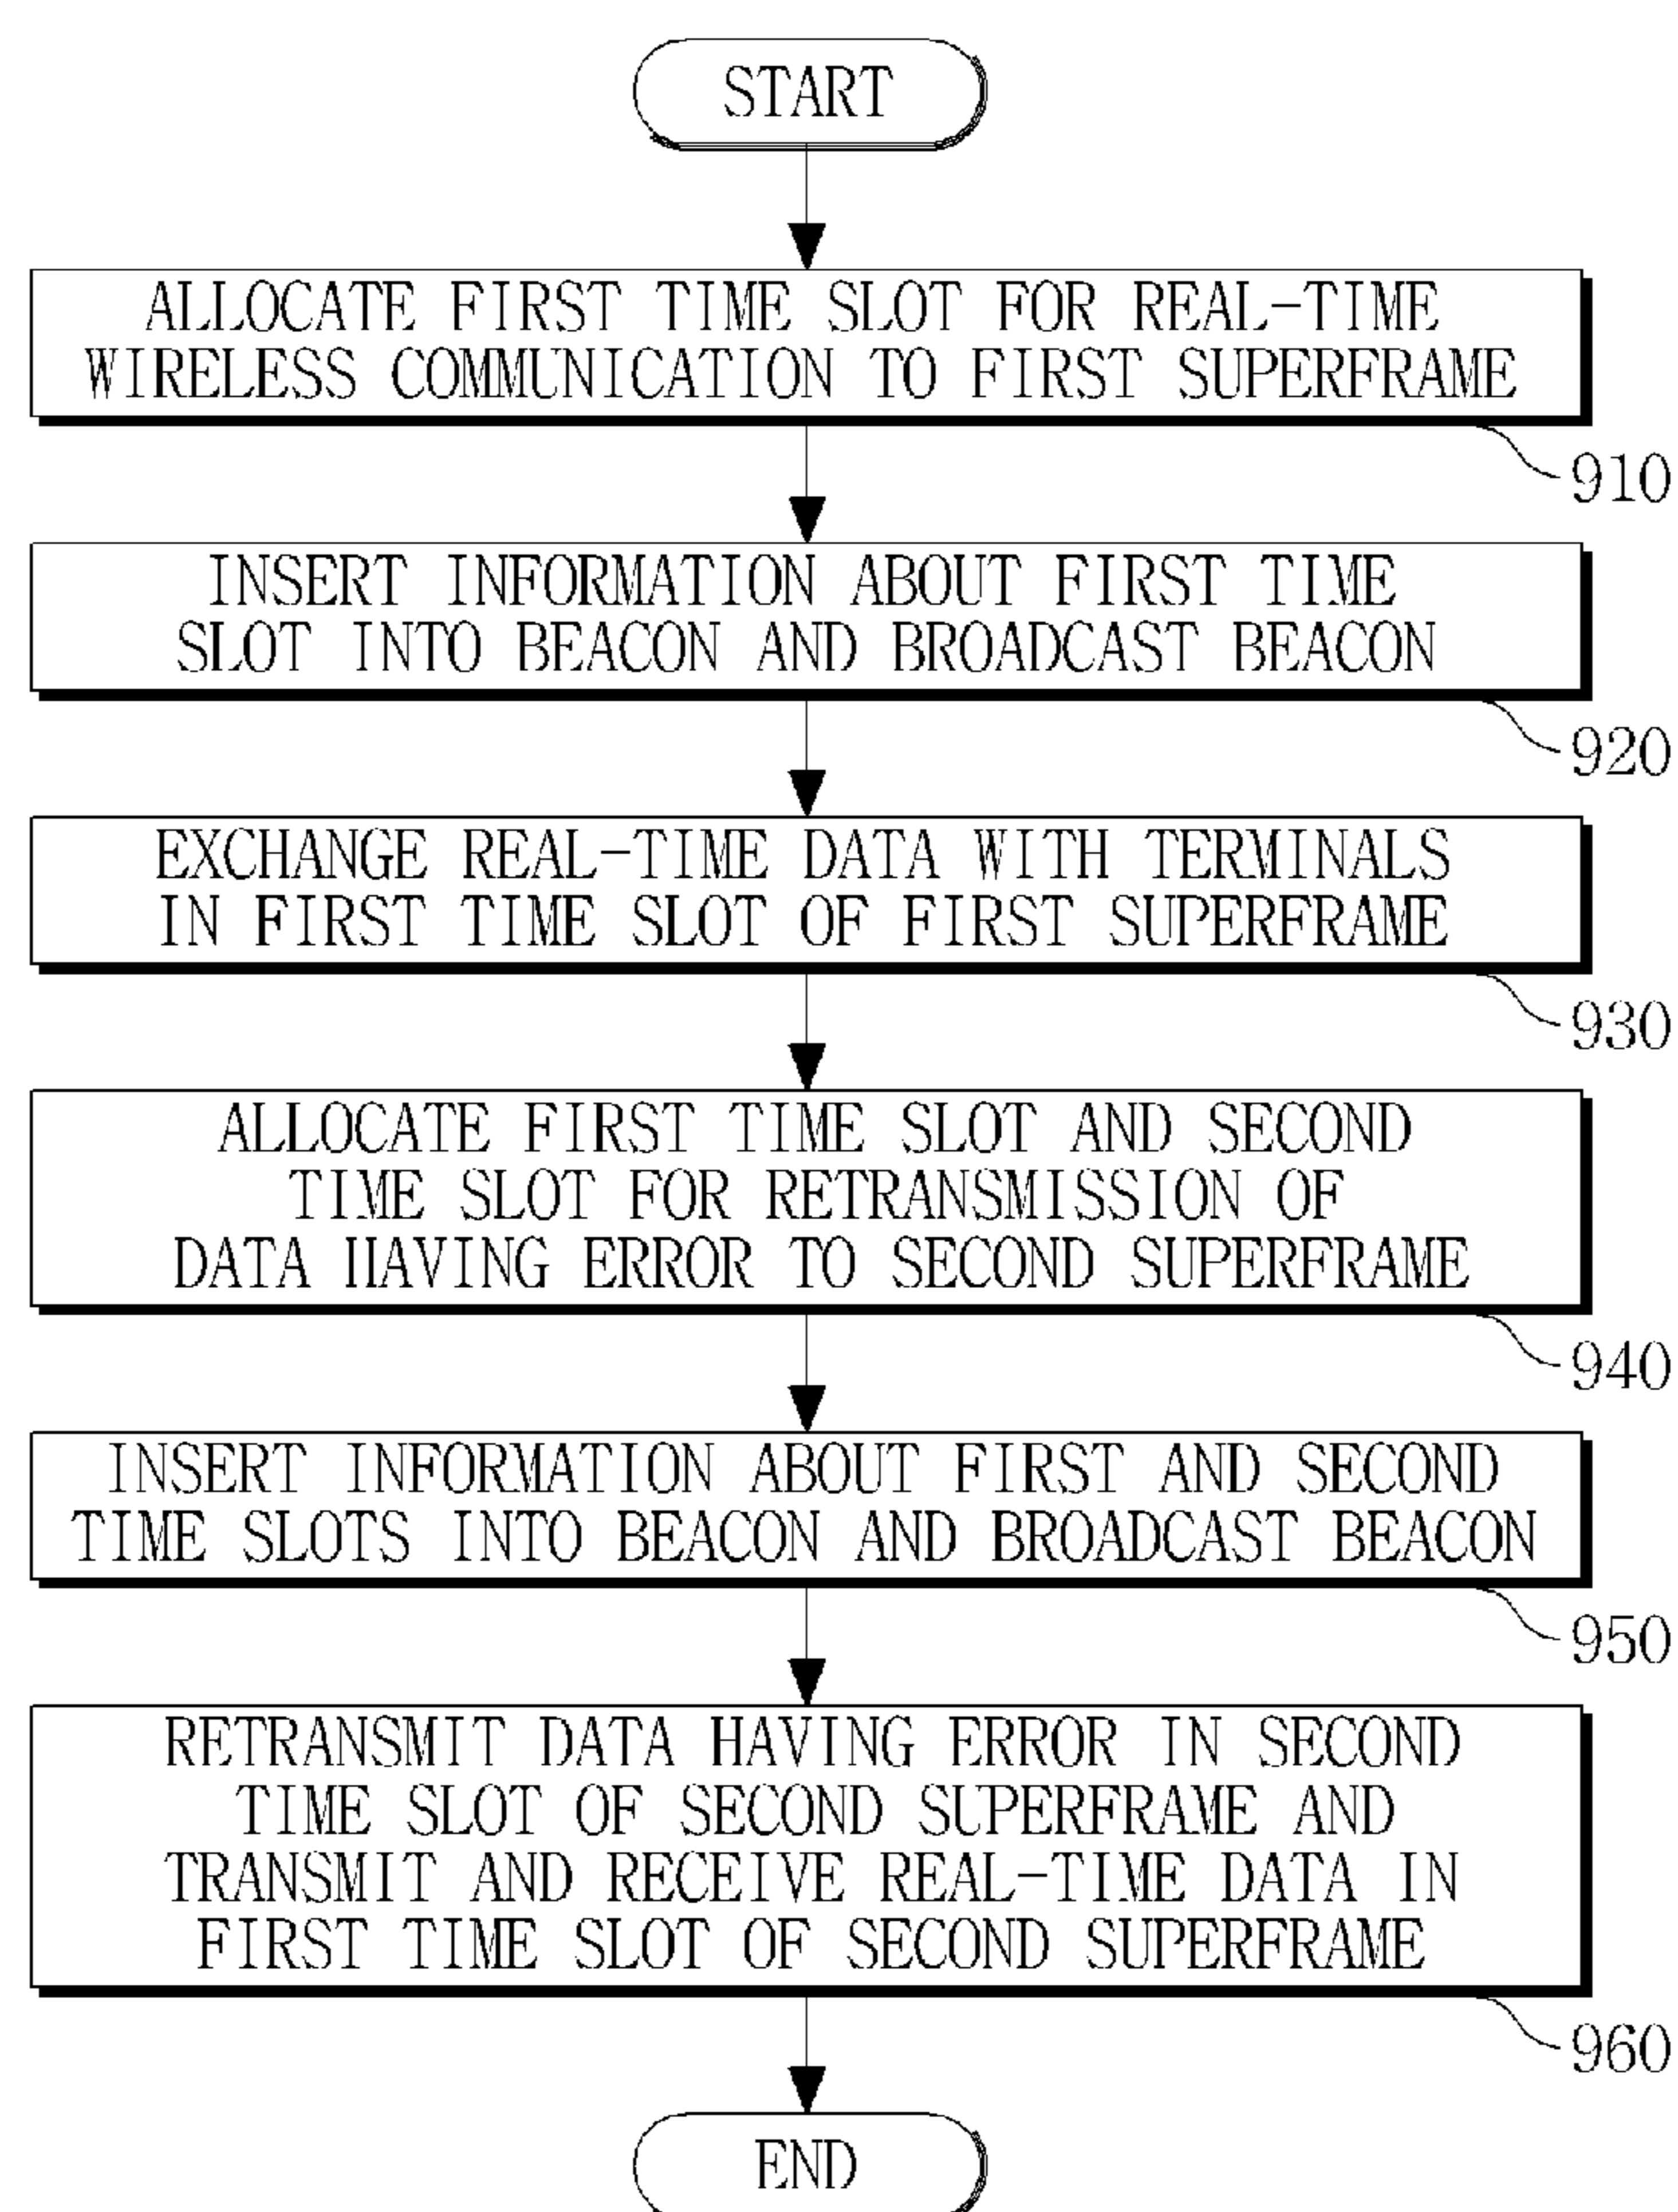 START
ALLOCATE FIRST TIME SLOT FOR REAL-TIME
WIRELESS COMMUNICATION TO FIRST SUPERFRAME
910
INSERT INFORMATION ABOUT FIRST TIME
SLOT INTO BEACON AND BROADCAST BEACON
920
EXCHANGE REAL-TIME DATA WITH TERMINALS
IN FIRST TIME SLOT OF FIRST SUPERFRAME
930
ALLOCATE FIRST TIME SLOT AND SECOND
TIME SLOT FOR RETRANSMISSION OF
DATA HAVING ERROR TO SECOND SUPERFRAME
940
INSERT INFORMATION ABOUT FIRST AND SECOND
TIME SLOTS INTO BEACON AND BROADCAST BEACON
950
RETRANSMIT DATA HAVING ERROR IN SECOND
TIME SLOT OF SECOND SUPERFRAME AND
TRANSMIT AND RECEIVE REAL-TIME DATA IN
FIRST TIME SLOT OF SECOND SUPERFRAME
960
END